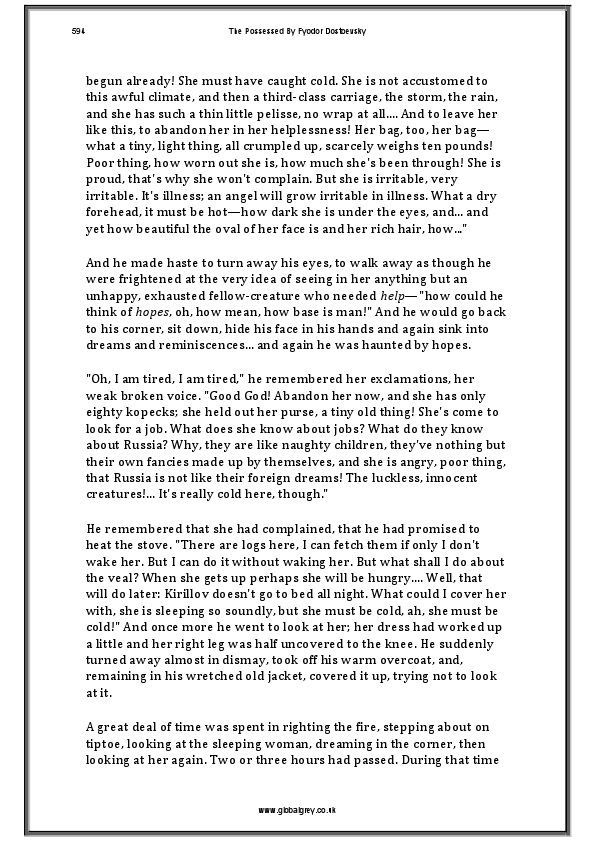 594 The Possessed By Fyodor Dostoevsky
begun already! She must have caught cold. She is not accustomed to
this awful climate, and then a third-class carriage, the storm, the rain,
and she has such a thin little pelisse, no wrap at all.... And to leave her
like this, to abandon her in her helplessness! Her bag, too, her bag—
what a tiny, light thing, all crumpled up, scarcely weighs ten pounds!
Poor thing, how worn out she is, how much she's been through! She is
proud, that's why she won't complain. But she is irritable, very
irritable. It's illness; an angel will grow irritable in illness. What a dry
forehead, it must be hot—how dark she is under the eyes, and... and
yet how beautiful the oval of her face is and her rich hair, how..."
And he made haste to turn away his eyes, to walk away as though he
were frightened at the very idea of seeing in her anything but an
unhappy, exhausted fellow-creature who needed help—"how could he
think of hopes, oh, how mean, how base is man!" And he would go back
to his corner, sit down, hide his face in his hands and again sink into
dreams and reminiscences... and again he was haunted by hopes.
"Oh, I am tired, I am tired," he remembered her exclamations, her
weak broken voice. "Good God! Abandon her now, and she has only
eighty kopecks; she held out her purse, a tiny old thing! She's come to
look for a job. What does she know about jobs? What do they know
about Russia? Why, they are like naughty children, they've nothing but
their own fancies made up by themselves, and she is angry, poor thing,
that Russia is not like their foreign dreams! The luckless, innocent
creatures!... It's really cold here, though."
He remembered that she had complained, that he had promised to
heat the stove. "There are logs here, I can fetch them if only I don't
wake her. But I can do it without waking her. But what shall I do about
the veal? When she gets up perhaps she will be hungry.... Well, that
will do later: Kirillov doesn't go to bed all night. What could I cover her
with, she is sleeping so soundly, but she must be cold, ah, she must be
cold!" And once more he went to look at her; her dress had worked up
a little and her right leg was half uncovered to the knee. He suddenly
turned away almost in dismay, took off his warm overcoat, and,
remaining in his wretched old jacket, covered it up, trying not to look
at it.
A great deal of time was spent in righting the fire, stepping about on
tiptoe, looking at the sleeping woman, dreaming in the corner, then
looking at her again. Two or three hours had passed. During that time
www.globalgrey.co.uk